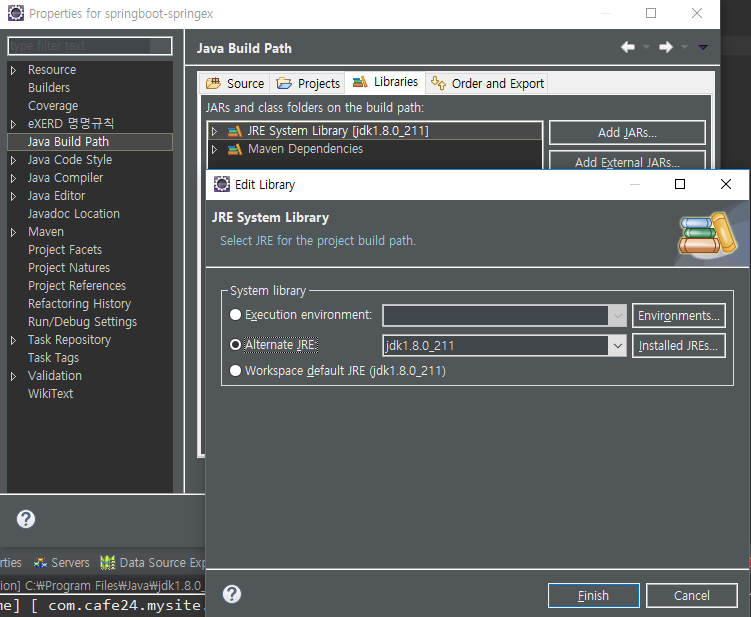 Properties for springboot-springex
type filter text
Resource
Builders
Coverage
eXERD 명명규칙
Java Build Path
Java Code Style
Java Compiler
Java Editor
Javadoc Location
Maven
Project Facets
Project Natures
Project References
Refactoring History
Run/Debug Settings
Task Repository
Task Tags
Validation
WikiText
Java Build Path
Source Projects Libraries Order and Export
JARs and class folders on the build path:
JRE System Library [jdk1.8.0_211]
Maven Dependencies
Add JARs...
Add External JARs...
Edit Library
JRE System Library
Select JRE for the project build path.
System library
Execution environment: Environments...
Alternate JRE: jdk1.8.0_211 Installed JREs...
Workspace default JRE (jdk1.8.0_211)
Finish Cancel
rties Servers Data Source Exp
ion] C:₩Program Files₩Java₩jdk1.8.0_
ne] [ com.cafe24.mysite.